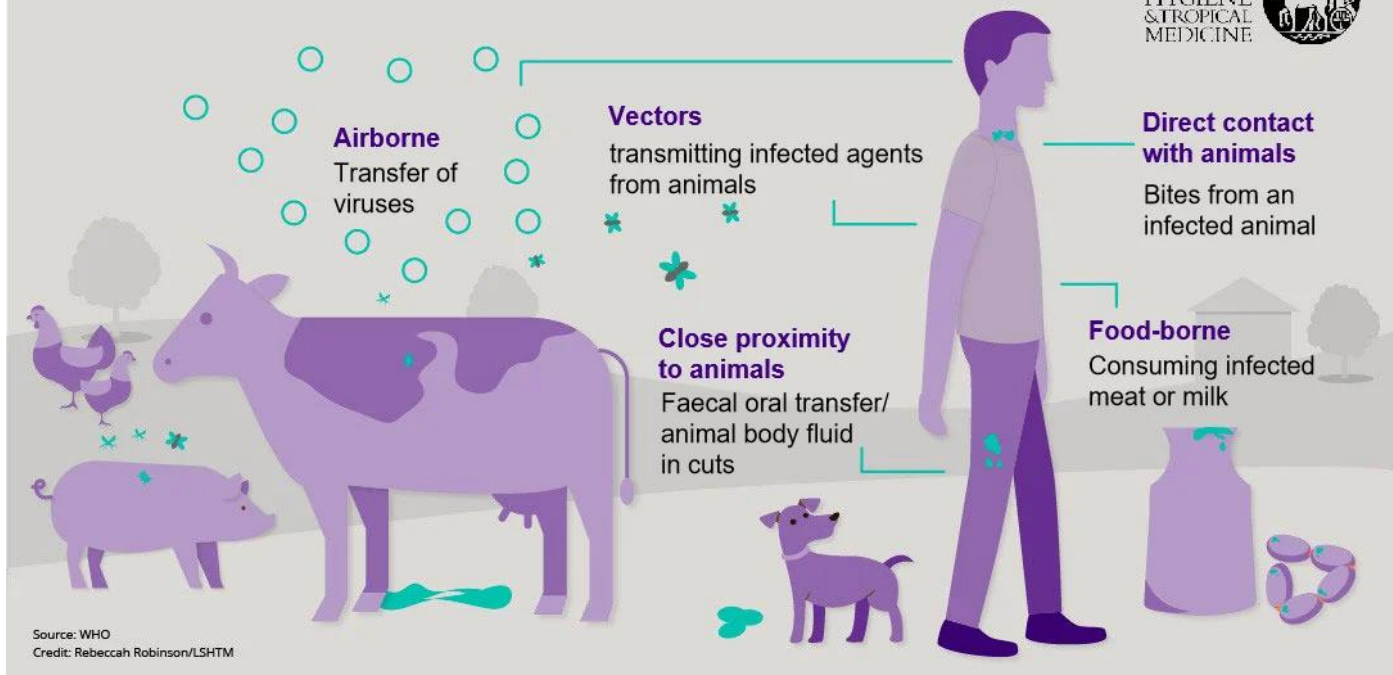 HYGIENE
&TROPICAL
MEDICINE
Airborne
Transfer of
viruses
Vectors
transmitting infected agents
from animals
Direct contact
with animals
Bites from an
infected animal
Close proximity
to animals
Faecal oral transfer/
animal body fluid
in cuts
Food-borne
Consuming infected
meat or milk
Source: WHO
Credit: Rebeccah Robinson/LSHTM